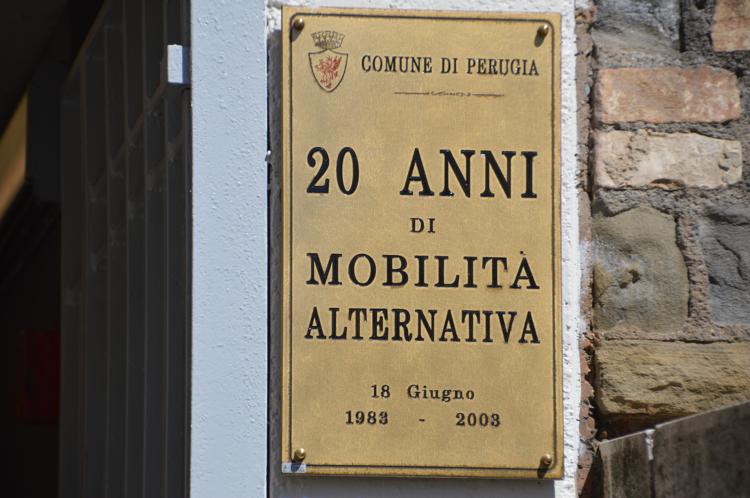 COMUNE DI PERUGIA
20 ANNI
DI
MOBILITÀ
ALTERNATIVA
18 Giugno
1983 - 2003